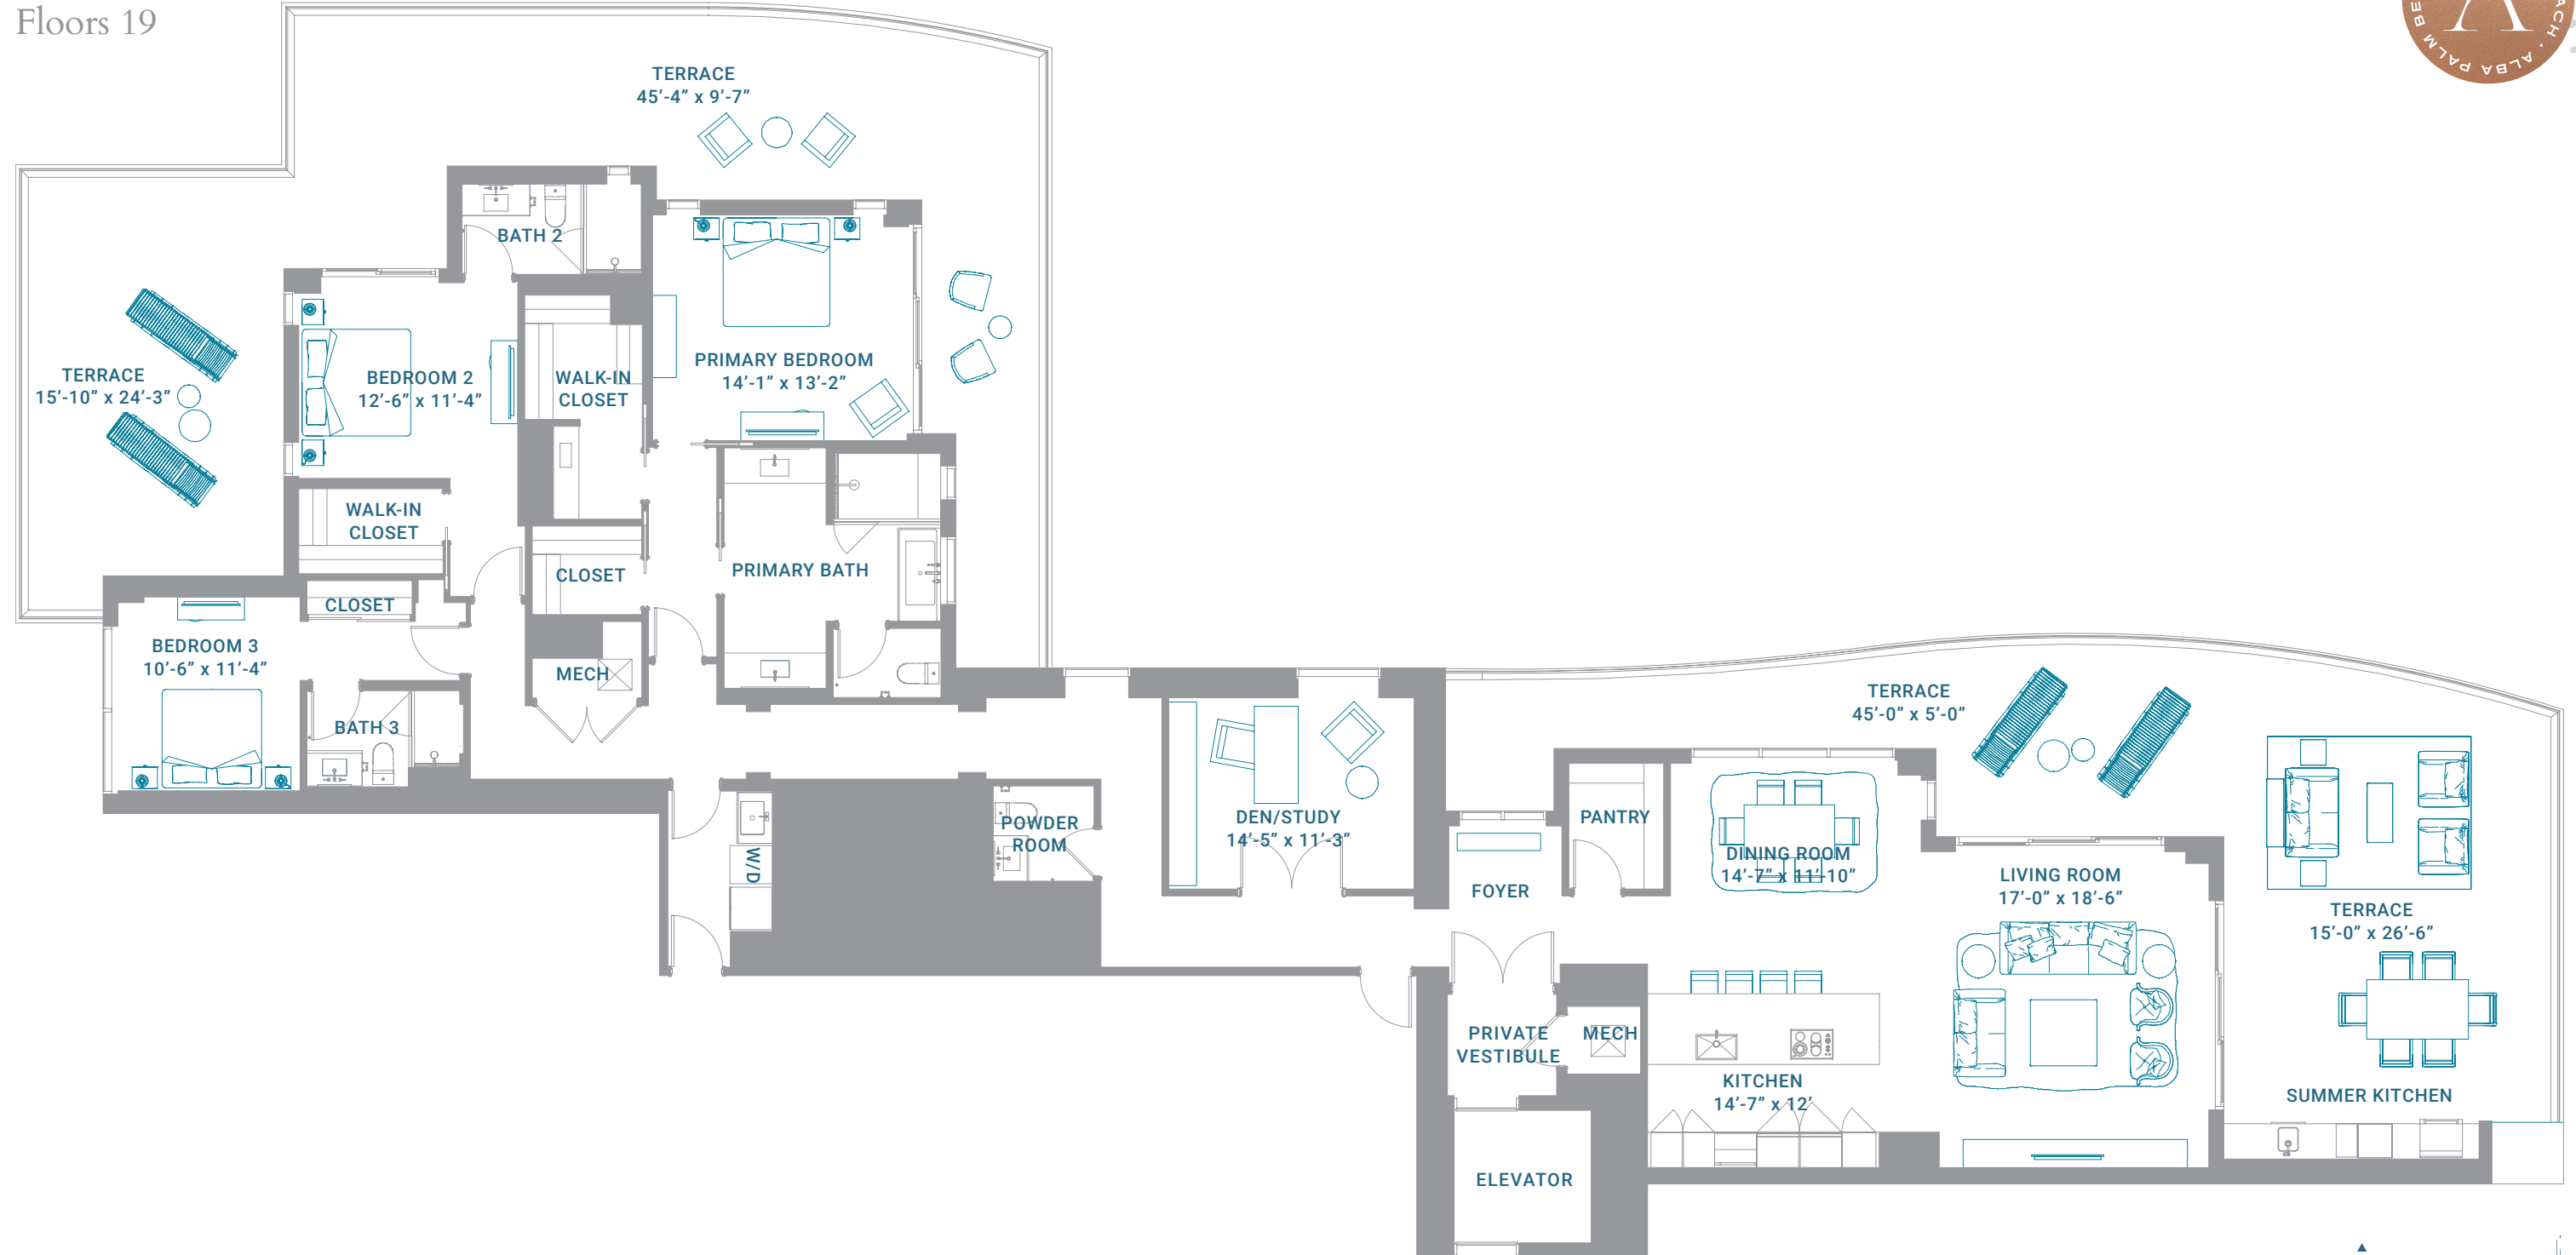 Floors 19
BE
ACH · ALBA PALM
TERRACE
45’-4” x 9’-7”
BATH 2
TERRACE
15’-10” x 24’-3”
BEDROOM 2
12’-6” x 11’-4”
WALK-IN
CLOSET
PRIMARY BEDROOM
14’-1” x 13’-2”
WALK-IN
CLOSET
CLOSET
PRIMARY BATH
CLOSET
BEDROOM 3
10’-6” x 11’-4”
MECH
BATH 3
W/D
POWDER
ROOM
DEN/STUDY
14’-5” x 11’-3”
FOYER
PANTRY
TERRACE
45’-0” x 5’-0”
DINING ROOM
14’-7” x 11’-10”
LIVING ROOM
17’-0” x 18’-6”
TERRACE
15’-0” x 26’-6”
PRIVATE
VESTIBULE
MECH
KITCHEN
14’-7” x 12’
SUMMER KITCHEN
ELEVATOR